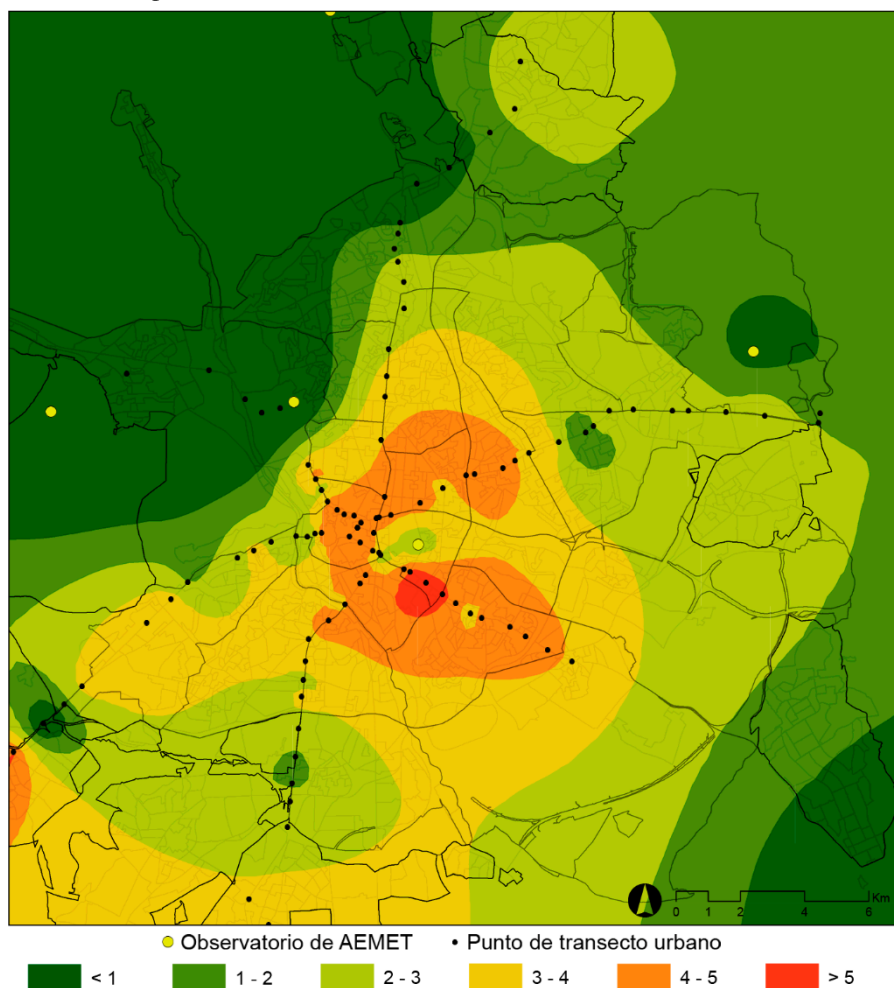 0 2 4 6 Km
Observatorio de AEMET Punto de transecto urbano
< 1 1 - 2 2 - 3 3 - 4 4 - 5 > 5